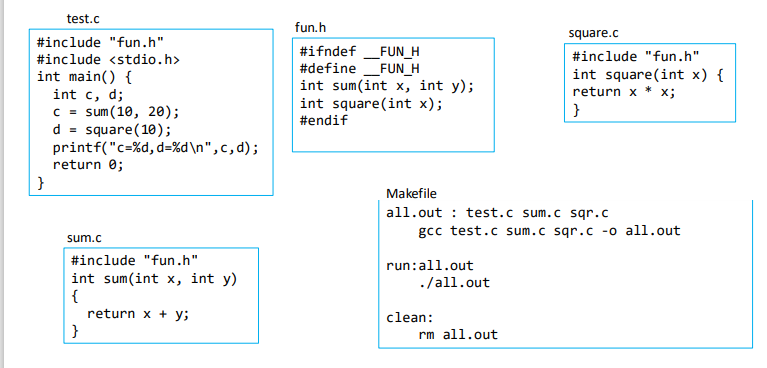 test.c
#include "fun.h"
#include <stdio.h>
int main() {
  int c, d;
  c = sum(10, 20);
  d = square(10);
  printf("c=%d,d=%d\n",c,d);
  return 0;
}
fun.h
#ifndef __FUN_H
#define __FUN_H
int sum(int x, int y);
int square(int x);
#endif
square.c
#include "fun.h"
int square(int x) {
return x * x;
}
sum.c
#include "fun.h"
int sum(int x, int y)
{
  return x + y;
}
Makefile
all.out : test.c sum.c sqr.c
    gcc test.c sum.c sqr.c -o all.out

run:all.out
    ./all.out

clean:
    rm all.out